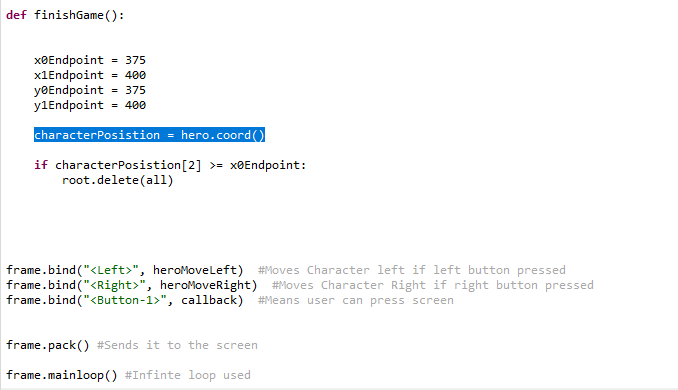 def finishGame():
x0Endpoint = 375
x1Endpoint = 400
y0Endpoint = 375
y1Endpoint = 400
characterPosistion = hero.coord()
if characterPosistion[2] >= x0Endpoint:
root.delete(all)
frame.bind("<Left>", heroMoveLeft)  #Moves Character left if left button pressed
frame.bind("<Right>", heroMoveRight)  #Moves Character Right if right button pressed
frame.bind("<Button-1>", callback)  #Means user can press screen
frame.pack() #Sends it to the screen
frame.mainloop() #Infinte loop used